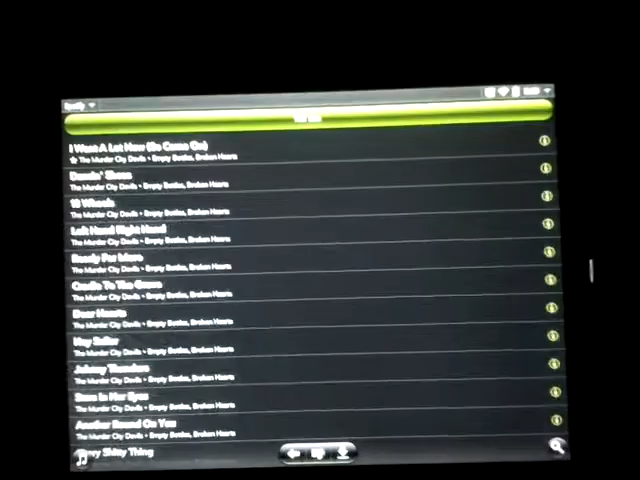 Spotify
I Want A Lot Now (So Come On)
The Murder City Devils • Empty Bottles, Broken Hearts
Dancin' Shoes
The Murder City Devils • Empty Bottles, Broken Hearts
18 Wheels
The Murder City Devils • Empty Bottles, Broken Hearts
Left Hand Right Hand
The Murder City Devils • Empty Bottles, Broken Hearts
Ready For More
The Murder City Devils • Empty Bottles, Broken Hearts
Cradle To The Grave
The Murder City Devils • Empty Bottles, Broken Hearts
Dear Hearts
The Murder City Devils • Empty Bottles, Broken Hearts
Hey Sailor
The Murder City Devils • Empty Bottles, Broken Hearts
Johnny Thunders
The Murder City Devils • Empty Bottles, Broken Hearts
Stars In Her Eyes
The Murder City Devils • Empty Bottles, Broken Hearts
Another Round On You
The Murder City Devils • Empty Bottles, Broken Hearts
Every Shitty Thing